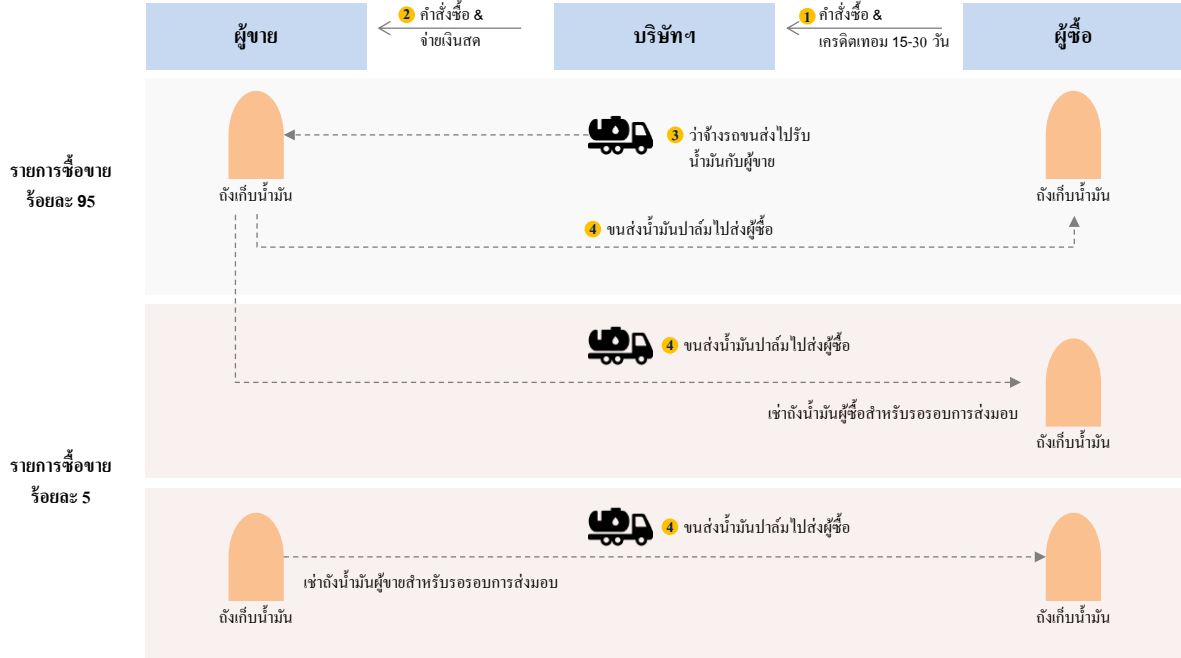 ผู้ขาย
2 คำสั่งซื้อ &
จ่ายเงินสด
บริษัทฯ
1 คำสั่งซื้อ &
เครดิตเทอม 15-30 วัน
ผู้ซื้อ
รายการซื้อขาย
ร้อยละ 95
3 ว่าจ้างรถขนส่งไปรับ
น้ำมันกับผู้ขาย
ถังเก็บน้ำมัน
ถังเก็บน้ำมัน
4 ขนส่งน้ำมันปาล์มไปส่งผู้ซื้อ
รายการซื้อขาย
ร้อยละ 5
4 ขนส่งน้ำมันปาล์มไปส่งผู้ซื้อ
เช่าถังน้ำมันผู้ซื้อสำหรับรอรอบการส่งมอบ
ถังเก็บน้ำมัน
4 ขนส่งน้ำมันปาล์มไปส่งผู้ซื้อ
เช่าถังน้ำมันผู้ขายสำหรับรอรอบการส่งมอบ
ถังเก็บน้ำมัน
ถังเก็บน้ำมัน